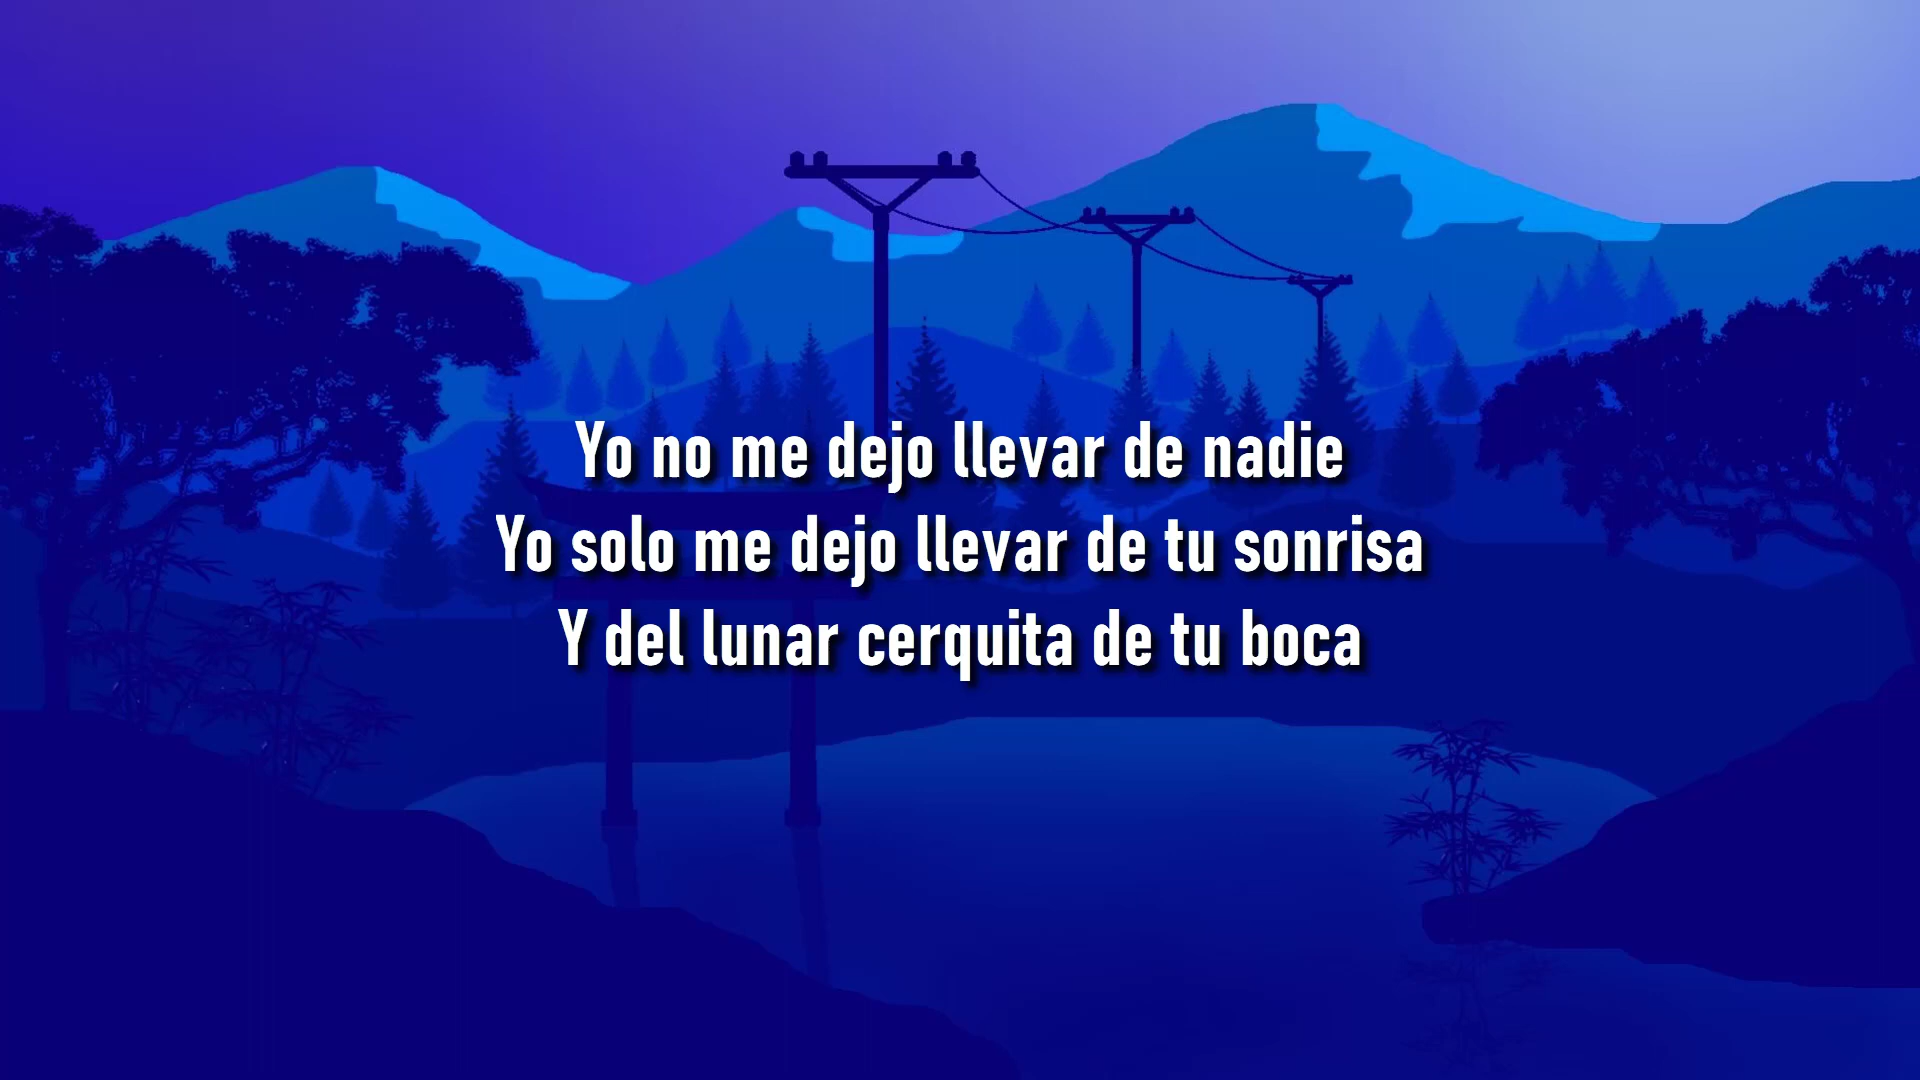 Yo no me dejo llevar de nadie
Yo solo me dejo llevar de tu sonrisa
Y del lunar cerquita de tu boca